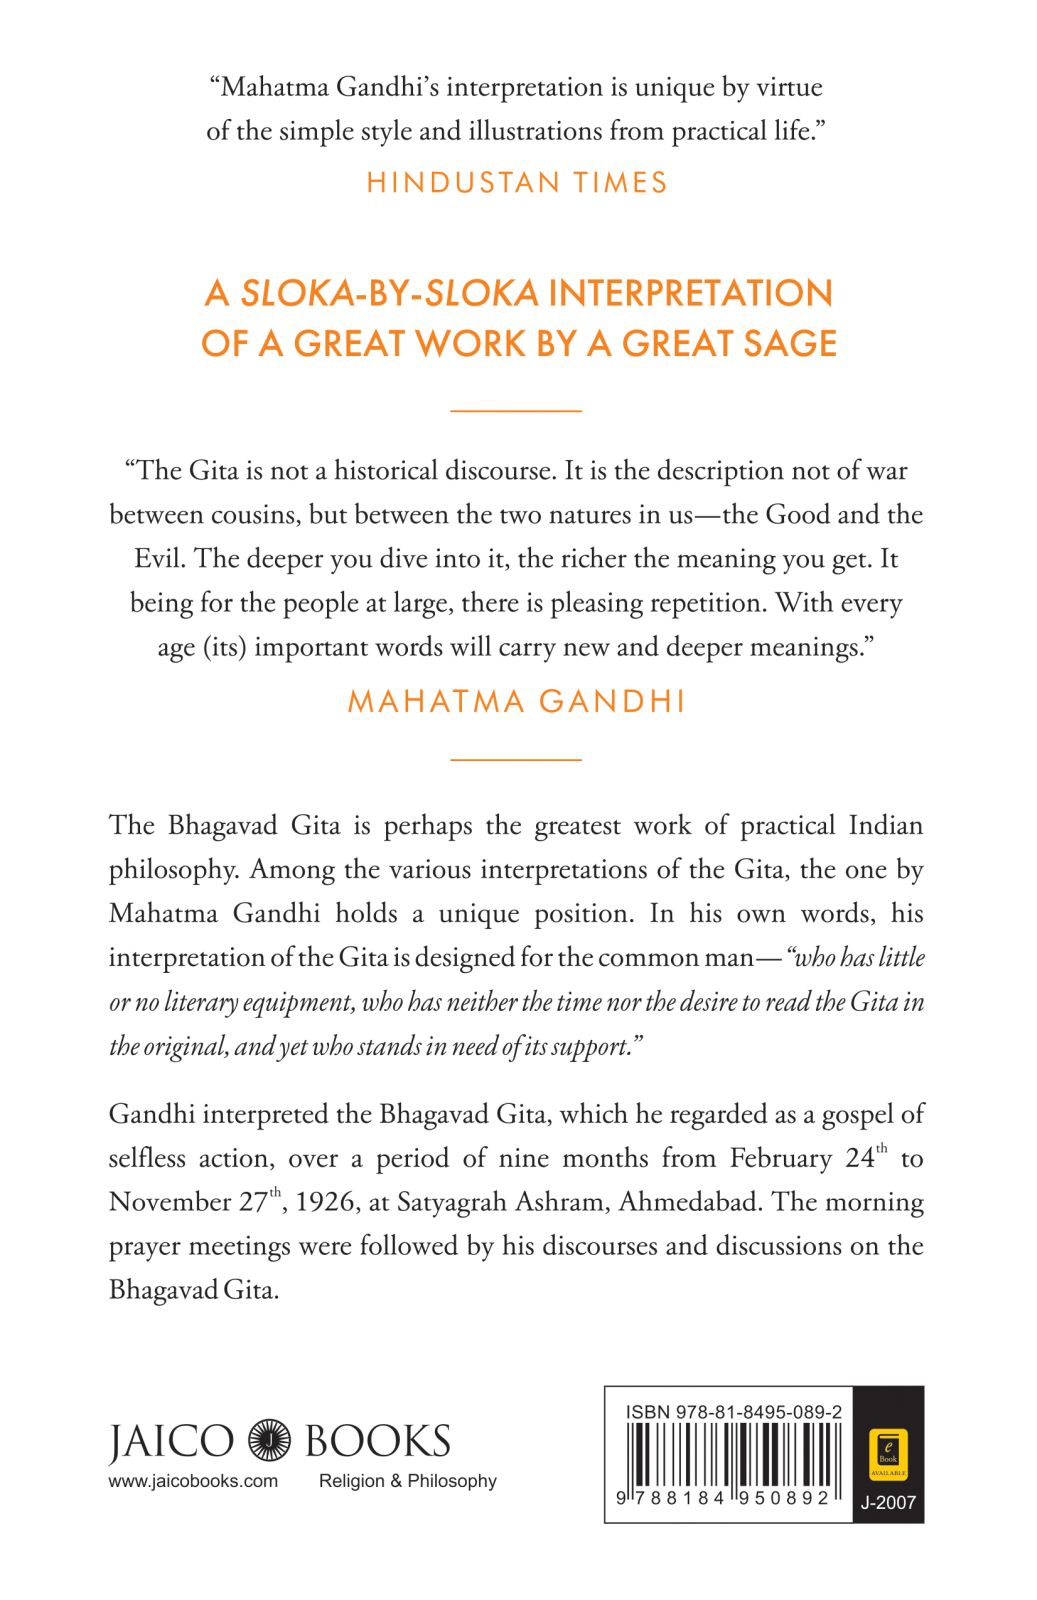 “Mahatma Gandhi’s interpretation is unique by virtue
of the simple style and illustrations from practical life.”
HINDUSTAN TIMES
A SLOKA-BY-SLOKA INTERPRETATION
OF A GREAT WORK BY A GREAT SAGE
“The Gita is not a historical discourse. It is the description not of war
between cousins, but between the two natures in us—the Good and the
Evil. The deeper you dive into it, the richer the meaning you get. It
being for the people at large, there is pleasing repetition. With every
age (its) important words will carry new and deeper meanings.”
MAHATMA GANDHI
The Bhagavad Gita is perhaps the greatest work of practical Indian
philosophy. Among the various interpretations of the Gita, the one by
Mahatma Gandhi holds a unique position. In his own words, his
interpretation of the Gita is designed for the common man—“who has little
or no literary equipment, who has neither the time nor the desire to read the Gita in
the original, and yet who stands in need of its support.”
Gandhi interpreted the Bhagavad Gita, which he regarded as a gospel of
selfless action, over a period of nine months from February 24th to
November 27th, 1926, at Satyagrah Ashram, Ahmedabad. The morning
prayer meetings were followed by his discourses and discussions on the
Bhagavad Gita.
JAICO J BOOKS
www.jaicobooks.com Religion & Philosophy
ISBN 978-81-8495-089-2
9 788184 950892
e
Book
AVAILABLE
J-2007